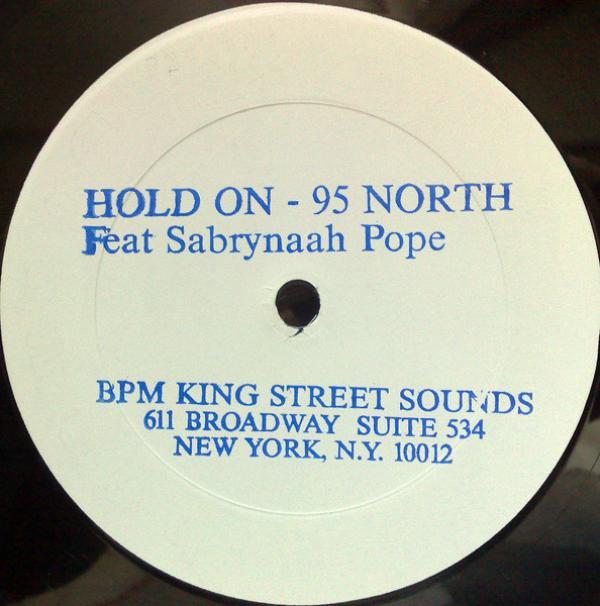 HOLD ON - 95 NORTH
Feat Sabrynaah Pope
BPM KING STREET SOUNDS
611 BROADWAY SUITE 534
NEW YORK, N.Y. 10012